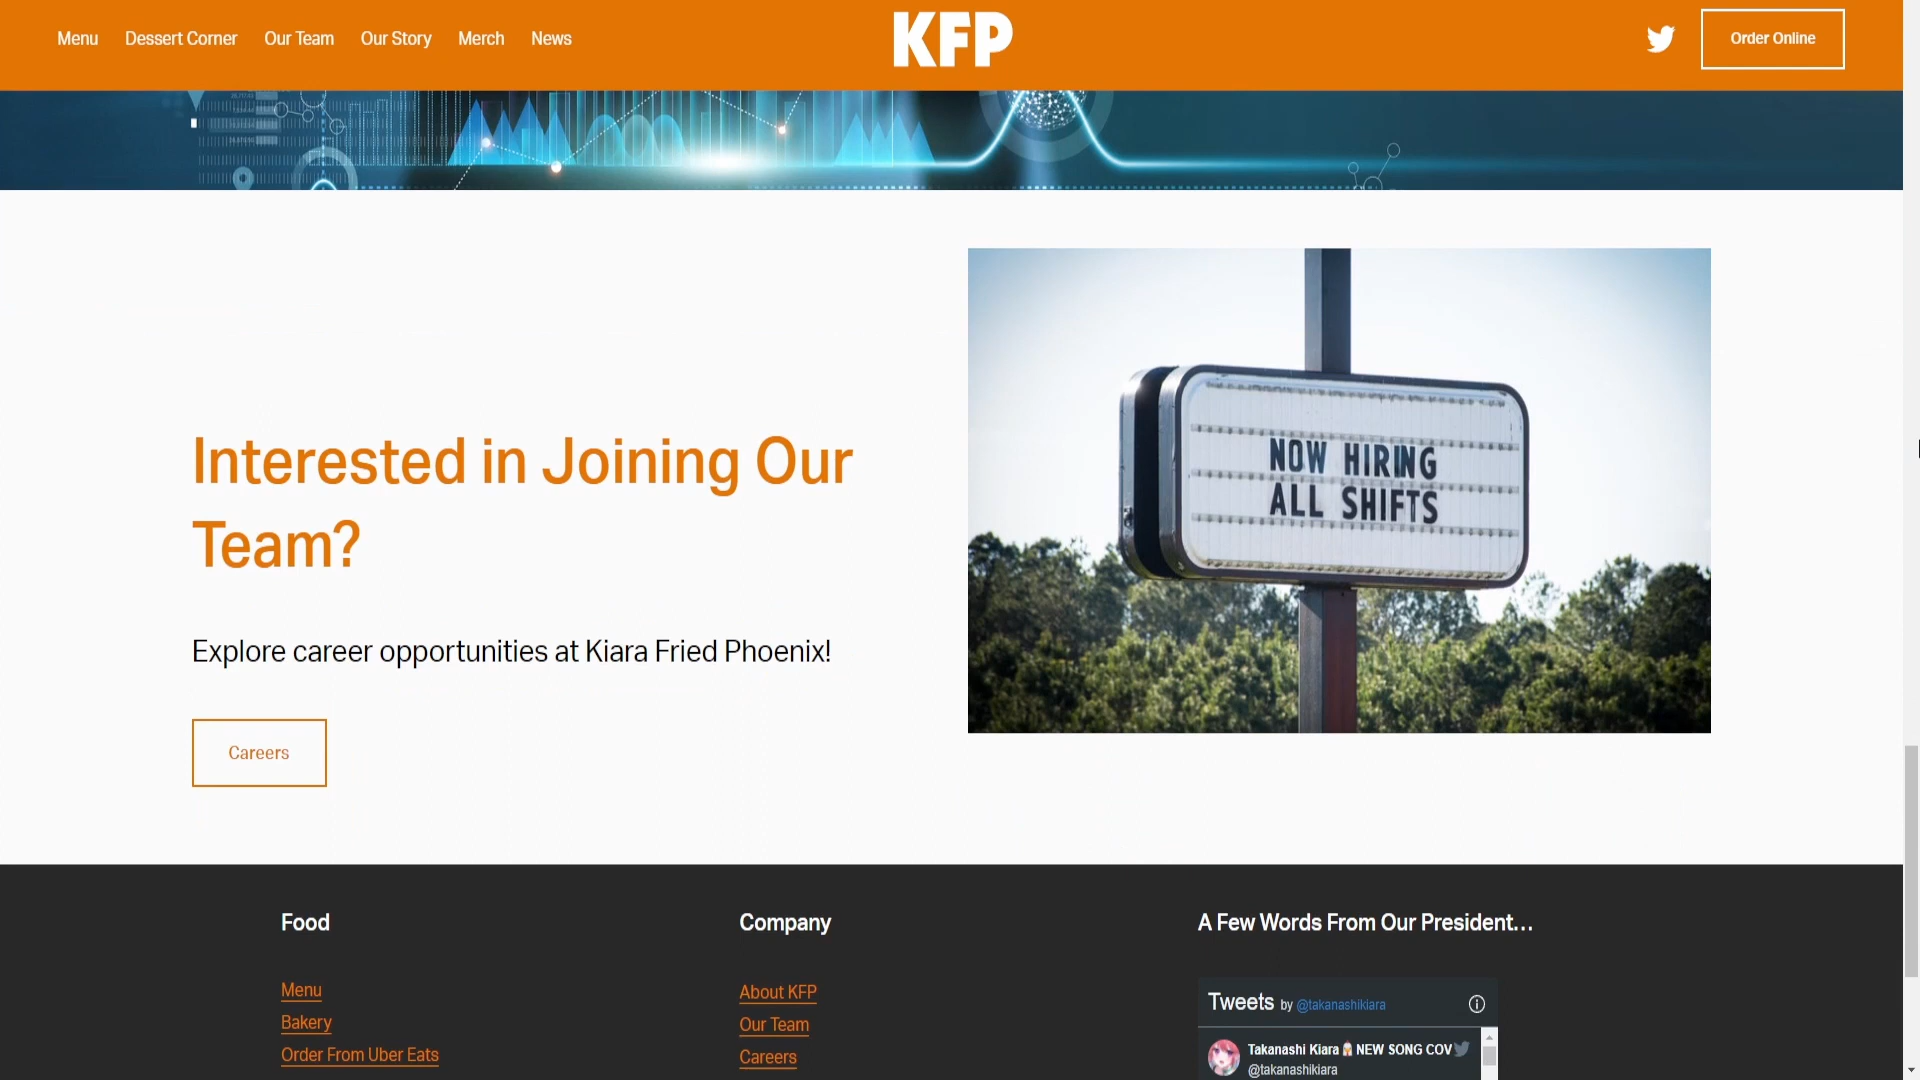 Menu
Dessert Corner
Our Team
Our Story
Merch
News
KFP
Order Online
Interested in Joining Our
Team?
Explore career opportunities at Kiara Fried Phoenix!
Careers
NOW HIRING
ALL SHIFTS
Food
Menu
Bakery
Order From Uber Eats
Company
About KFP
Our Team
Careers
A Few Words From Our President…
Tweets by @takanashikiara
Takanashi Kiara NEW SONG COV
@takanashikiara